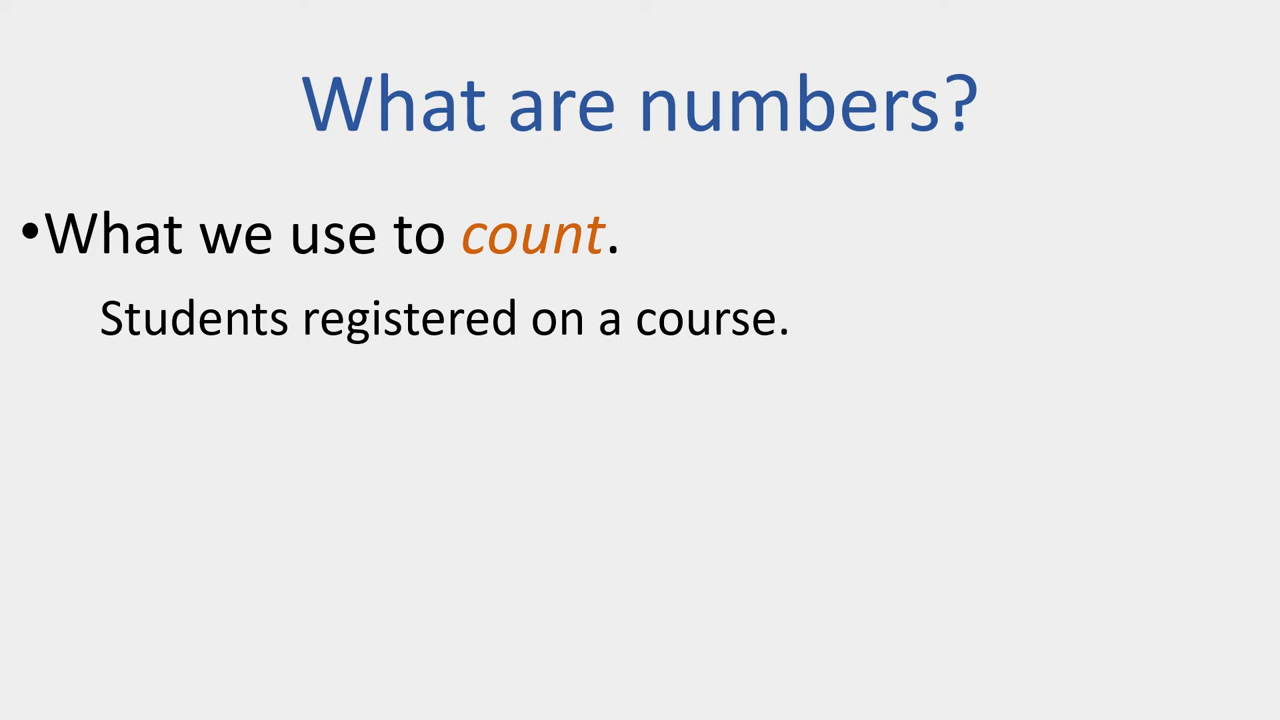 What are numbers?
•What we use to count.
Students registered on a course.